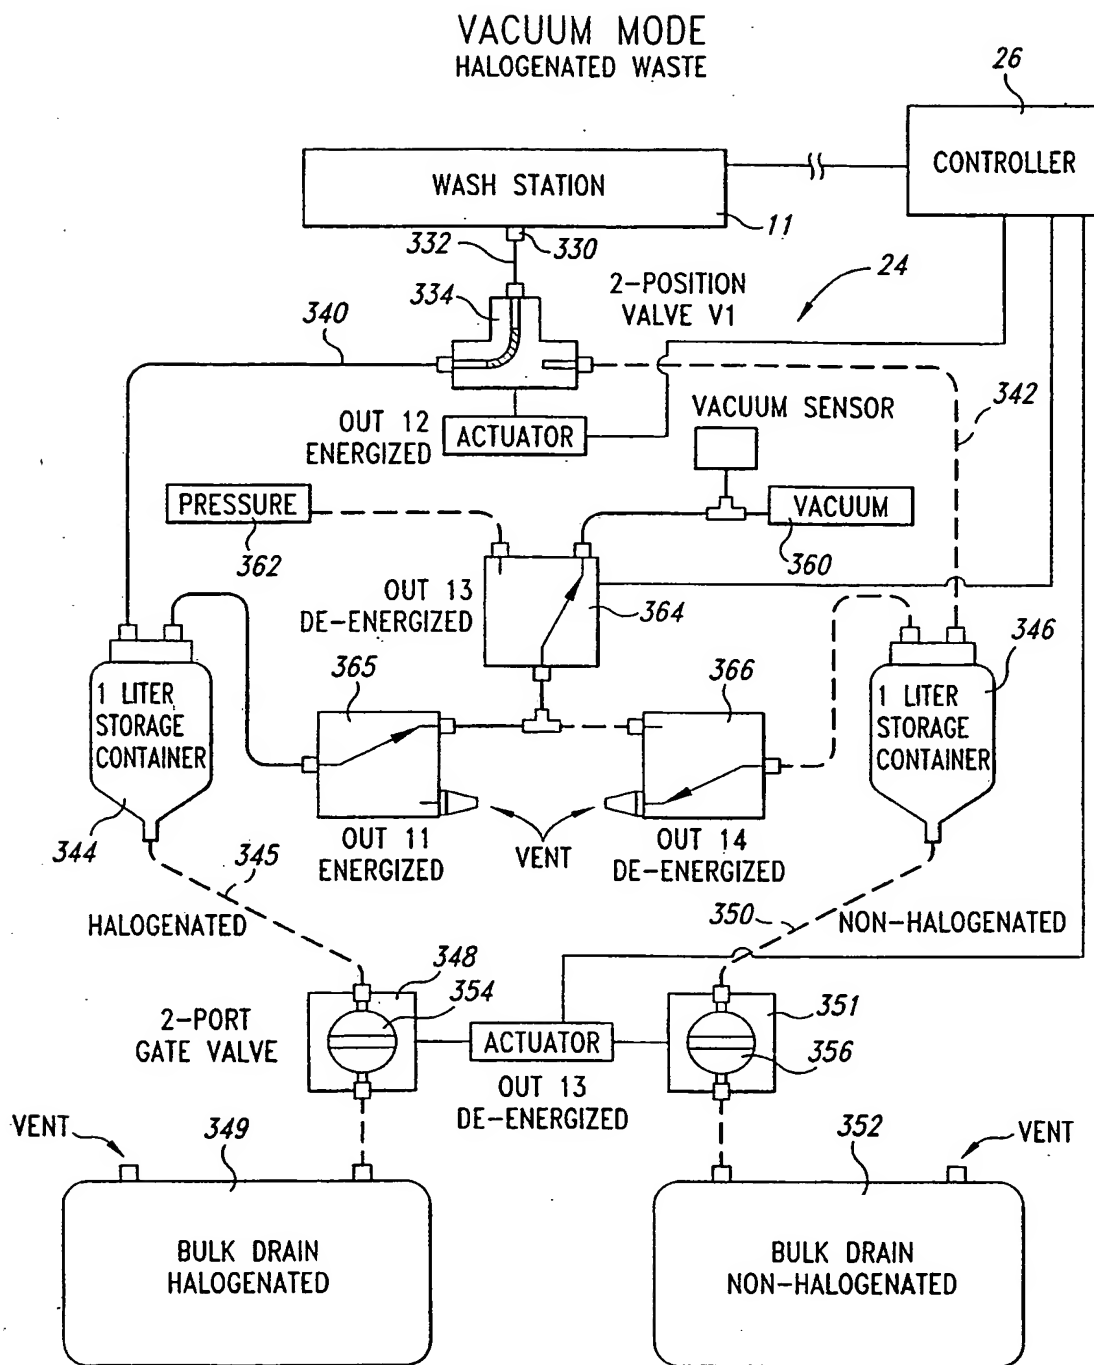 VACUUM MODE
HALOGENATED WASTE
26
CONTROLLER
WASH STATION
11
332
330
24
334
2-POSITION
VALVE V1
340
342
OUT 12
ENERGIZED
ACTUATOR
VACUUM SENSOR
PRESSURE
362
VACUUM
360
OUT 13
DE-ENERGIZED
364
346
1 LITER
STORAGE
CONTAINER
365
366
1 LITER
STORAGE
CONTAINER
344
345
OUT 11
ENERGIZED
VENT
OUT 14
DE-ENERGIZED
HALOGENATED
350
NON-HALOGENATED
348
354
2-PORT
GATE VALVE
ACTUATOR
351
356
OUT 13
DE-ENERGIZED
VENT
349
352
VENT
BULK DRAIN
HALOGENATED
BULK DRAIN
NON-HALOGENATED